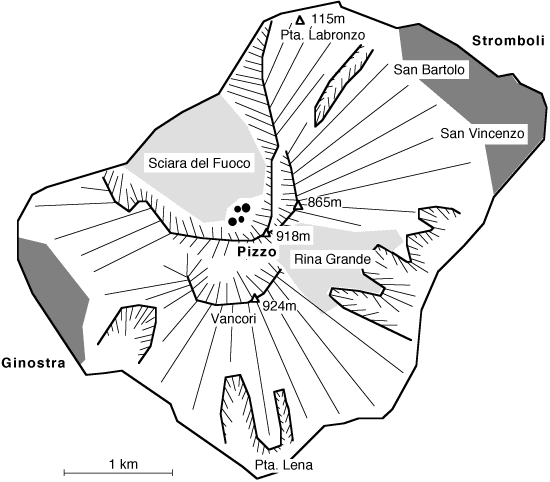 115m
Pta. Labronzo
Stromboli
San Bartolo
San Vincenzo
Sciara del Fuoco
865m
918m
Pizzo
Rina Grande
924m
Vancori
Ginostra
Pta. Lena
1 km